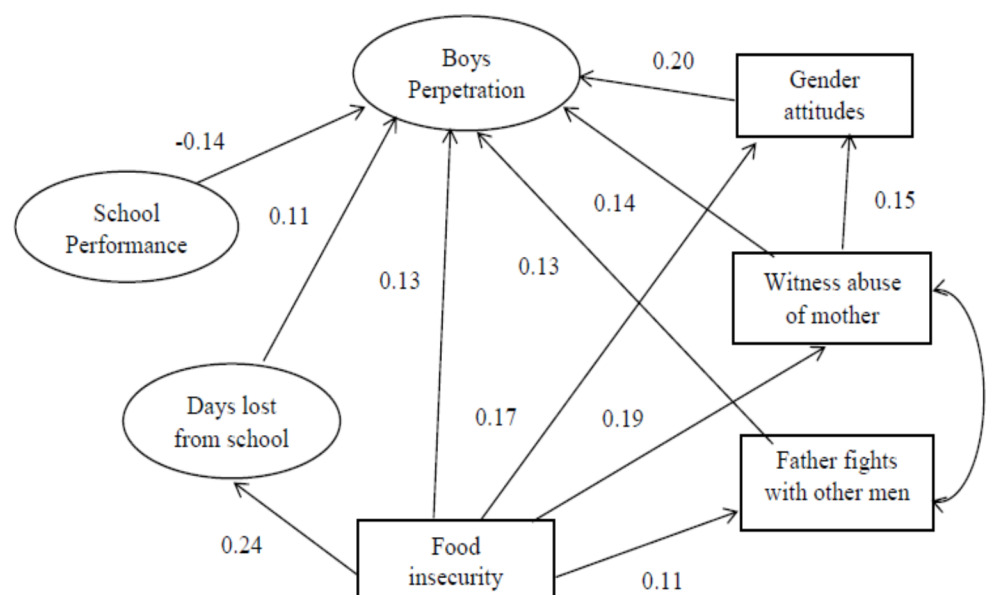 Boys
Perpetration
0.20
Gender
attitudes
-0.14
School
Performance
0.11
0.14
0.15
0.13
0.13
Witness abuse
of mother
Days lost
from school
0.17
0.19
Father fights
with other men
0.24
Food
insecurity
0.11